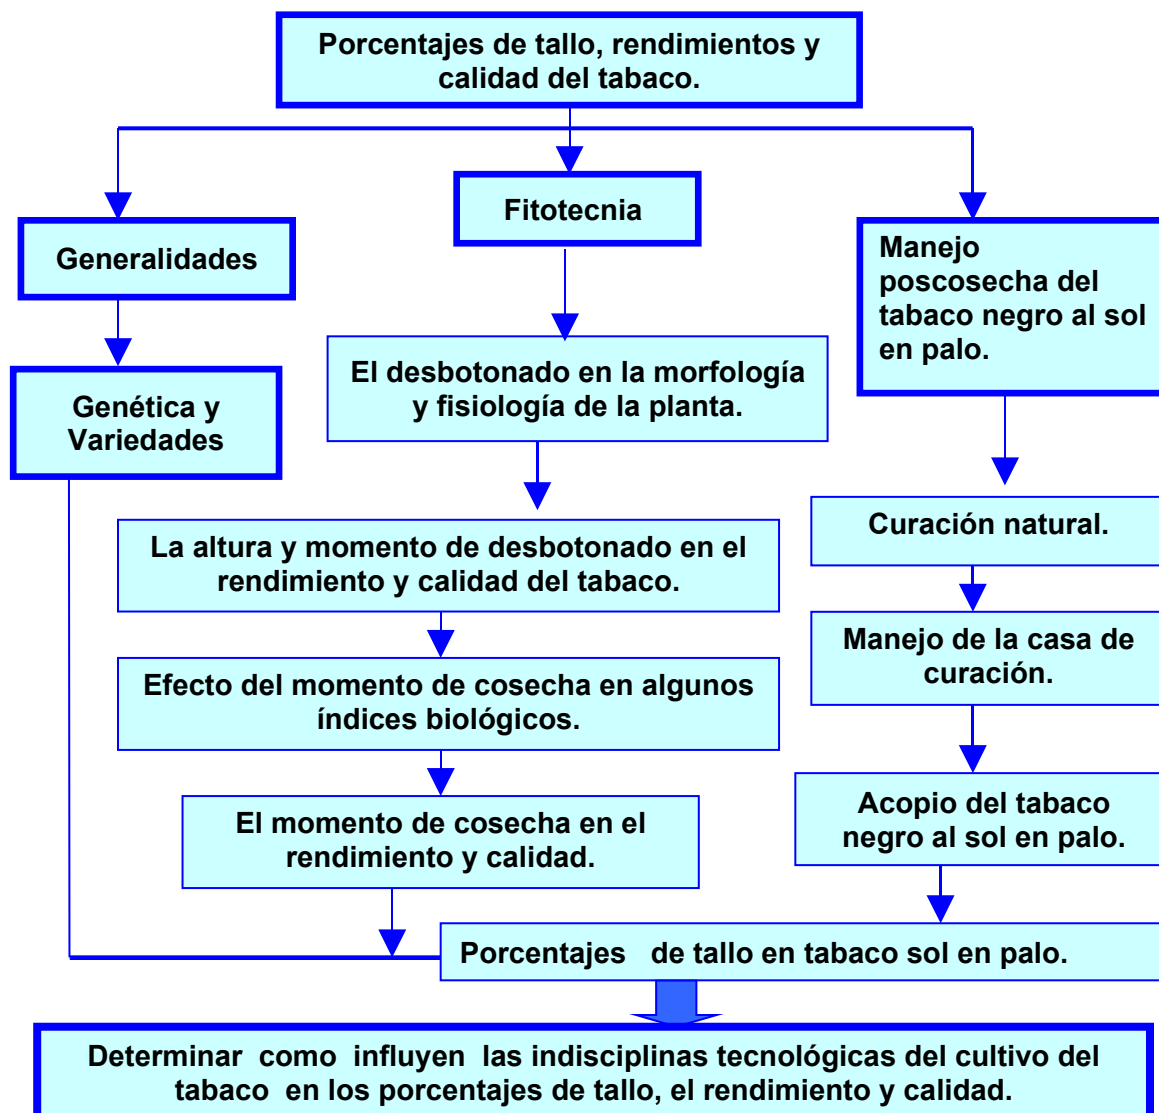 Porcentajes de tallo, rendimientos y
calidad del tabaco.
Generalidades
Fitotecnia
Manejo
poscosecha del
tabaco negro al sol
en palo.
Genética y
Variedades
El desbotonado en la morfología
y fisiología de la planta.
La altura y momento de desbotonado en el
rendimiento y calidad del tabaco.
Efecto del momento de cosecha en algunos
índices biológicos.
El momento de cosecha en el
rendimiento y calidad.
Curación natural.
Manejo de la casa de
curación.
Acopio del tabaco
negro al sol en palo.
Porcentajes de tallo en tabaco sol en palo.
Determinar como influyen las indisciplinas tecnológicas del cultivo del
tabaco en los porcentajes de tallo, el rendimiento y calidad.